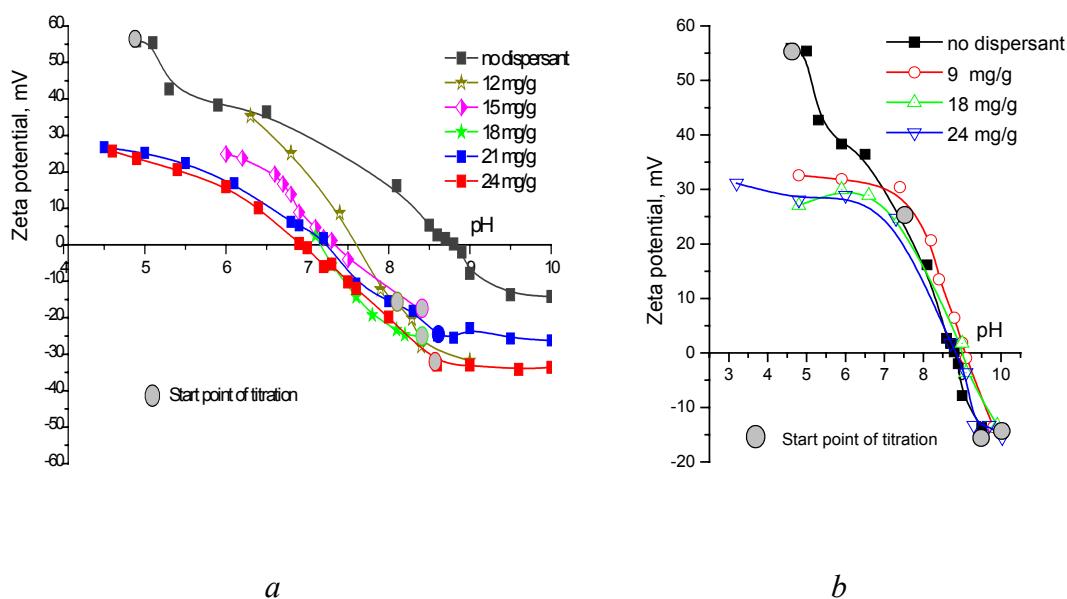 60
50
40
30
20
10
0
-10
-20
-30
-40
-50
-60
4 5 6 7 8 9 10
Zeta potential, mV
pH
no dispersant
12 mg/g
15 mg/g
18 mg/g
21 mg/g
24 mg/g
Start point of titration
a
60
50
40
30
20
10
0
-10
-20
3 4 5 6 7 8 9 10
Zeta potential, mV
pH
no dispersant
9 mg/g
18 mg/g
24 mg/g
Start point of titration
b